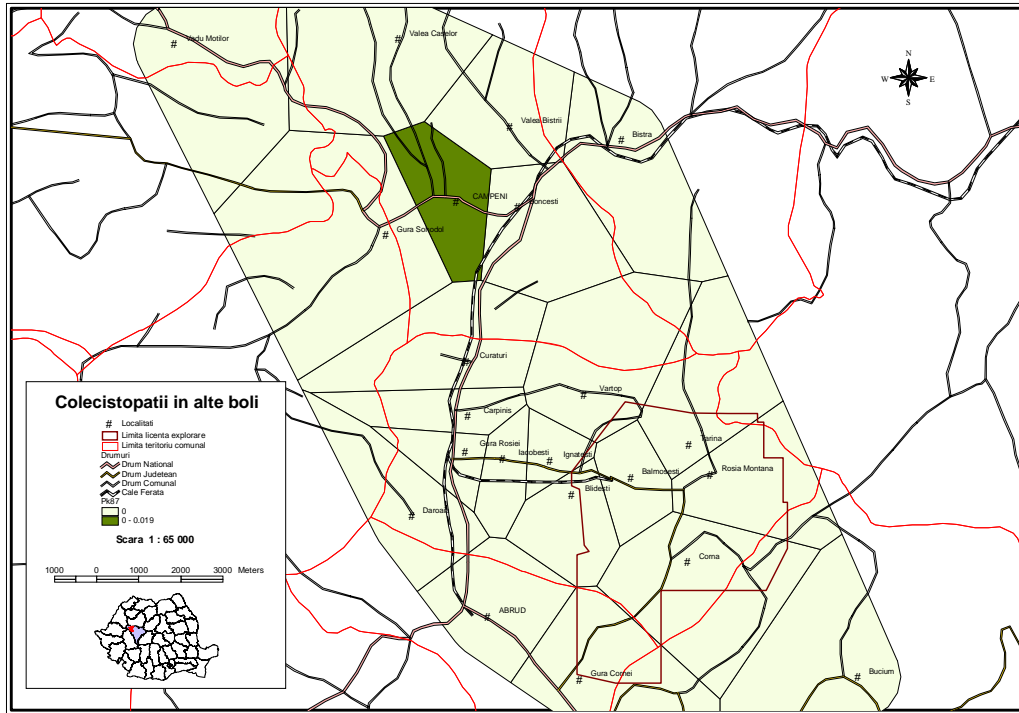 Vadu Motilor
#
Valea Caselor
#
N
W
E
S
Valea Bistrii
#
Bistra
#
CAMPENI
#
#
Gura Sohodol
#
Curaturi
#
Vartop
#
Carpinis
#
Tarina
#
Gura Rosiei
#
Iacobesti
#
Ignatesti
#
Balmosesti
#
Rosia Montana
#
Blidesti
#
#
Daroaia
#
Corna
#
ABRUD
#
Gura Cornei
#
Bucium
#
Colecistopatii in alte boli
# Localitati
Limita licenta explorare
Limita teritoriu comunal
Drumuri
Drum National
Drum Judetean
Drum Comunal
Cale Ferata
Pk87
0
0 - 0.019
Scara 1 : 65 000
1000 0 1000 2000 3000 Meters